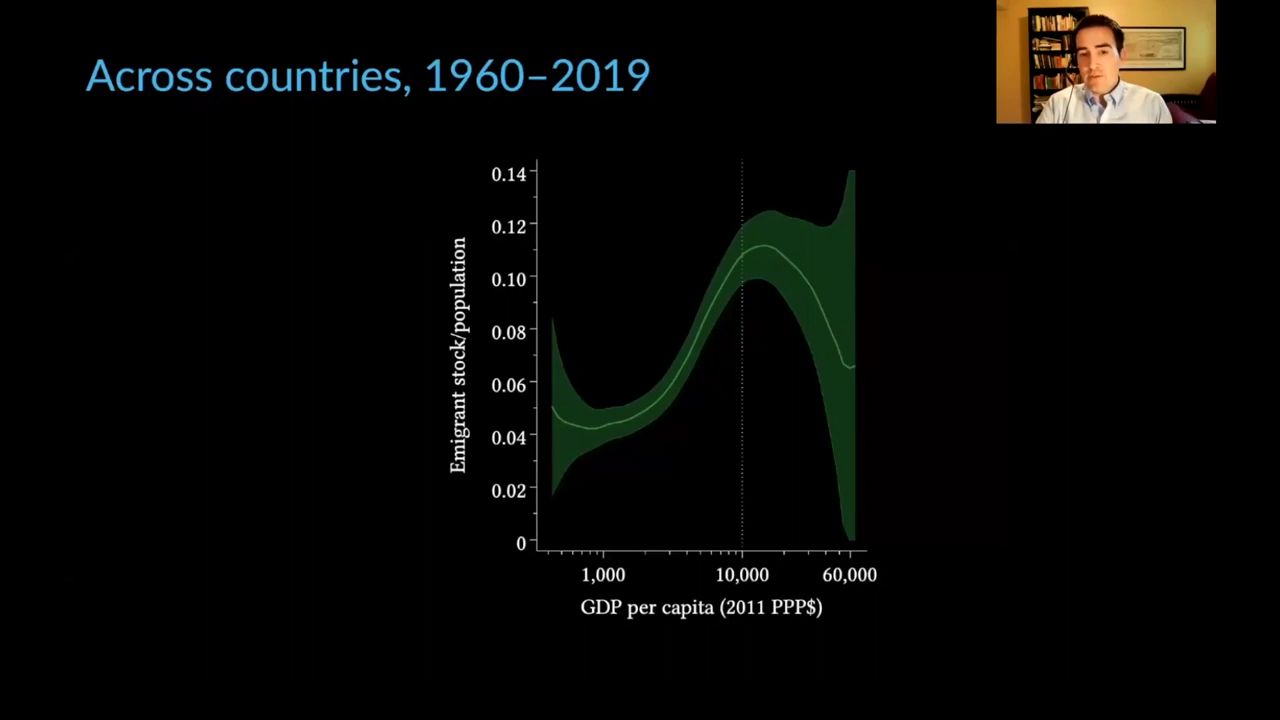 Across countries, 1960–2019
Emigrant stock/population
0.14
0.12
0.10
0.08
0.06
0.04
0.02
0
1,000 10,000 60,000
GDP per capita (2011 PPP$)